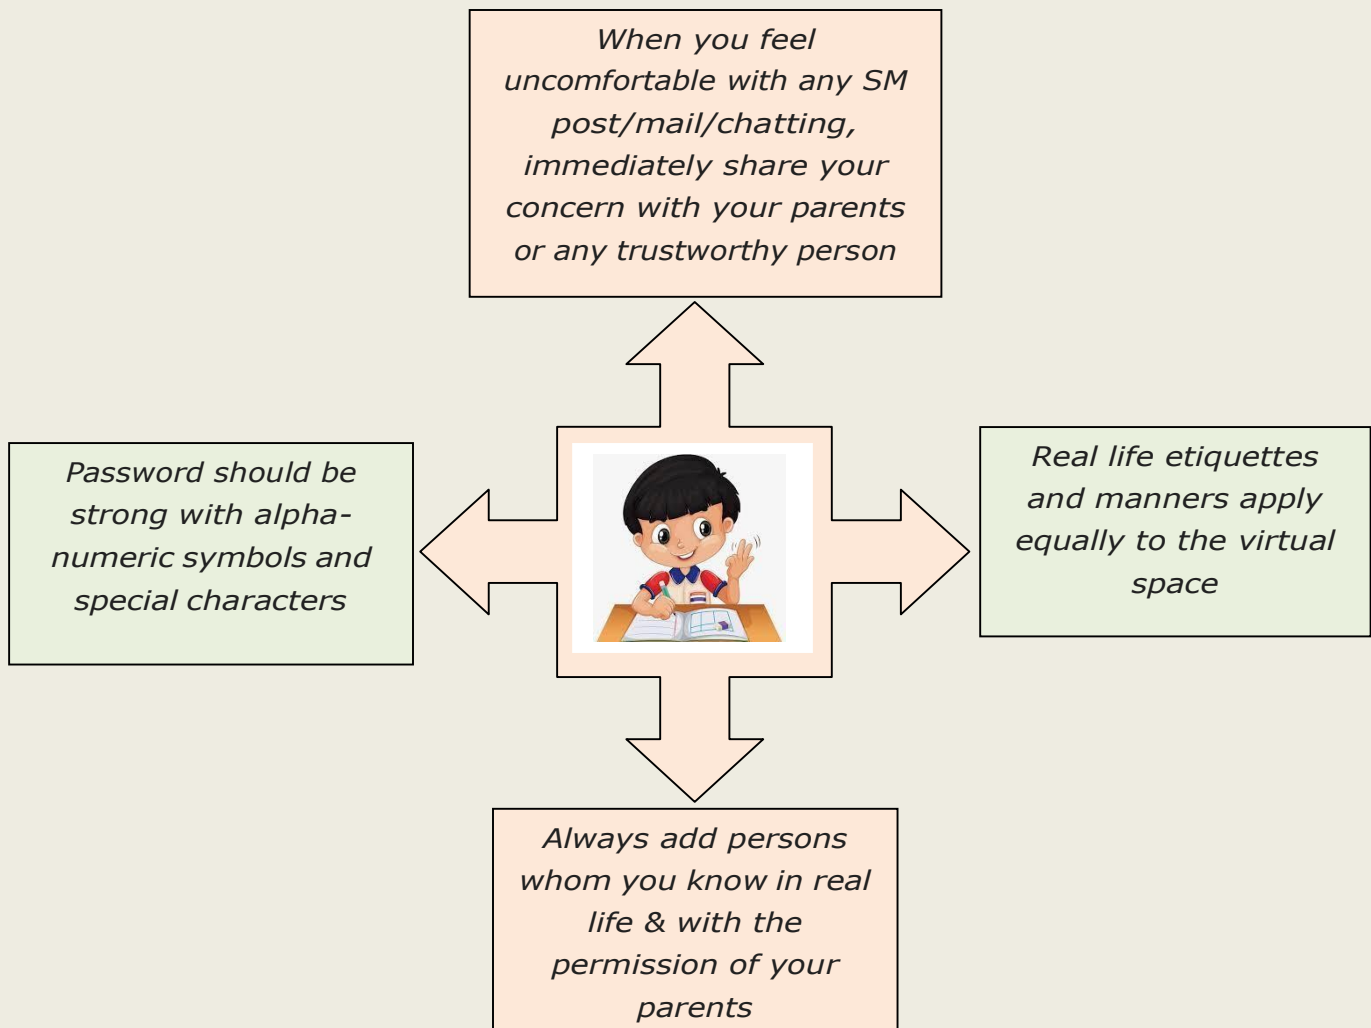 When you feel
uncomfortable with any SM
post/mail/chatting,
immediately share your
concern with your parents
or any trustworthy person
Password should be
strong with alpha-
numeric symbols and
special characters
Real life etiquettes
and manners apply
equally to the virtual
space
Always add persons
whom you know in real
life & with the
permission of your
parents